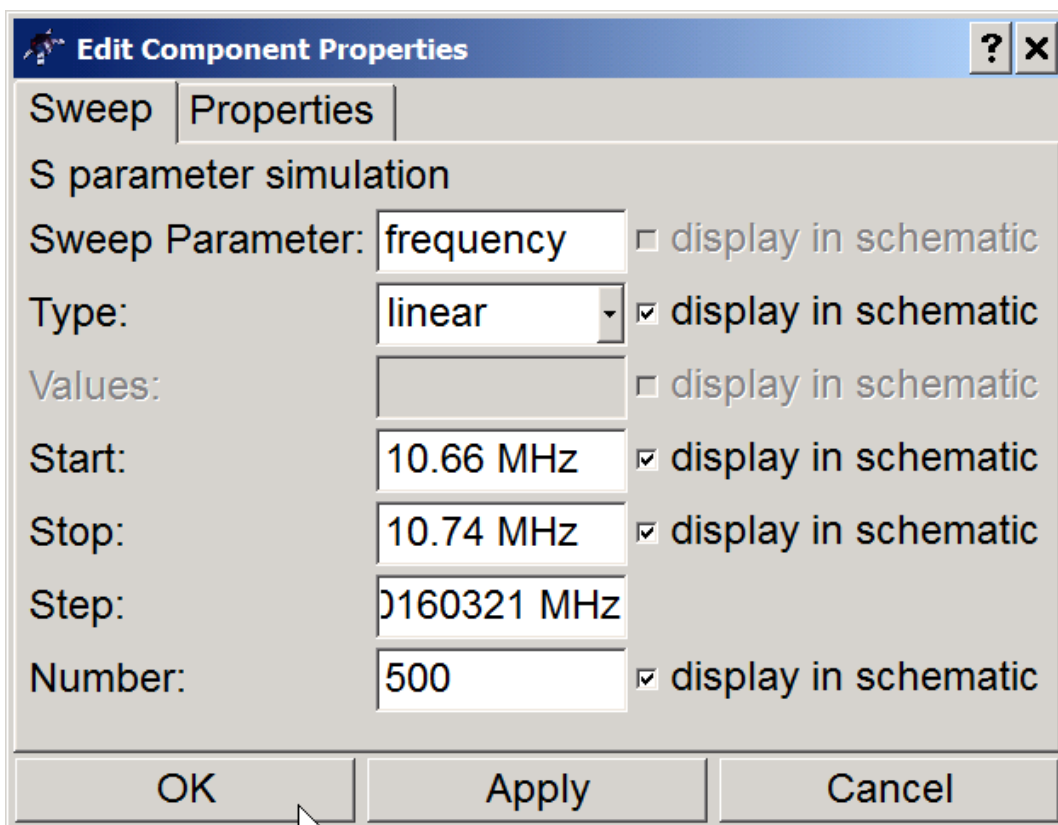 Edit Component Properties ? ×
Sweep Properties
S parameter simulation
Sweep Parameter: frequency display in schematic
Type: linear display in schematic
Values: display in schematic
Start: 10.66 MHz display in schematic
Stop: 10.74 MHz display in schematic
Step: 0160321 MHz
Number: 500 display in schematic
OK Apply Cancel